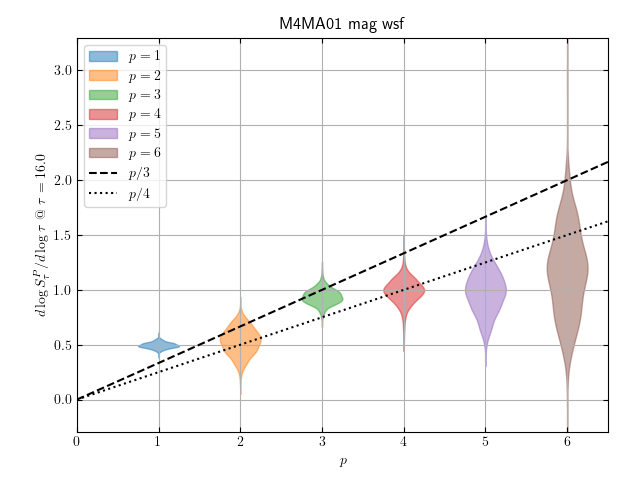 M4MA01 mag wsf
p = 1
p = 2
p = 3
p = 4
p = 5
p = 6
p/3
p/4
d log S_τ^P / d log τ @ τ = 16.0
3.0
2.5
2.0
1.5
1.0
0.5
0.0
0 1 2 3 4 5 6
p